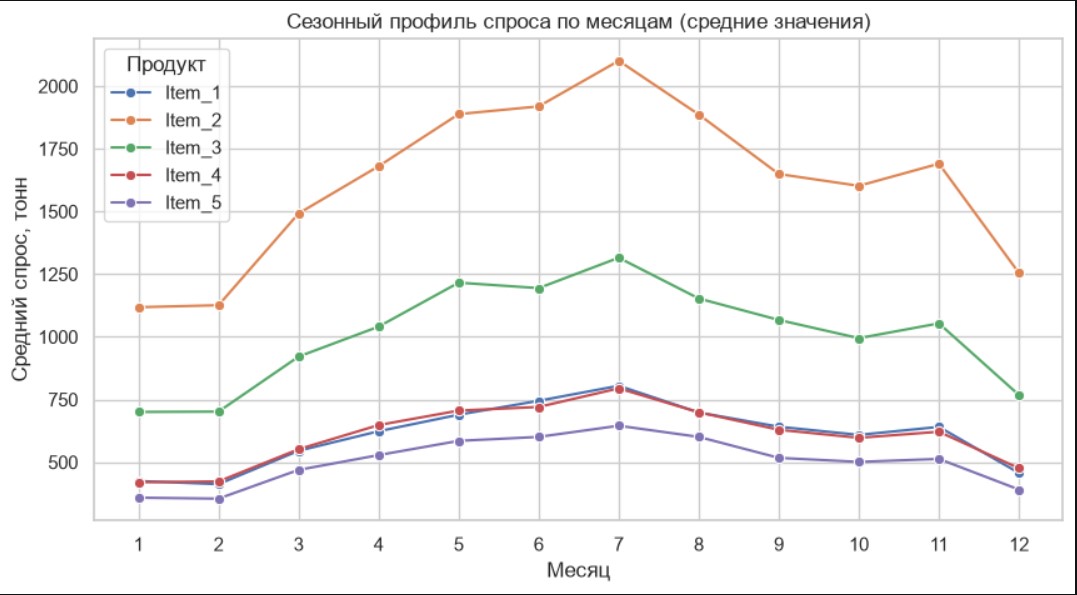 Сезонный профиль спроса по месяцам (средние значения)
Продукт
Item_1
Item_2
Item_3
Item_4
Item_5
Средний спрос, тонн
2000
1750
1500
1250
1000
750
500
1 2 3 4 5 6 7 8 9 10 11 12
Месяц